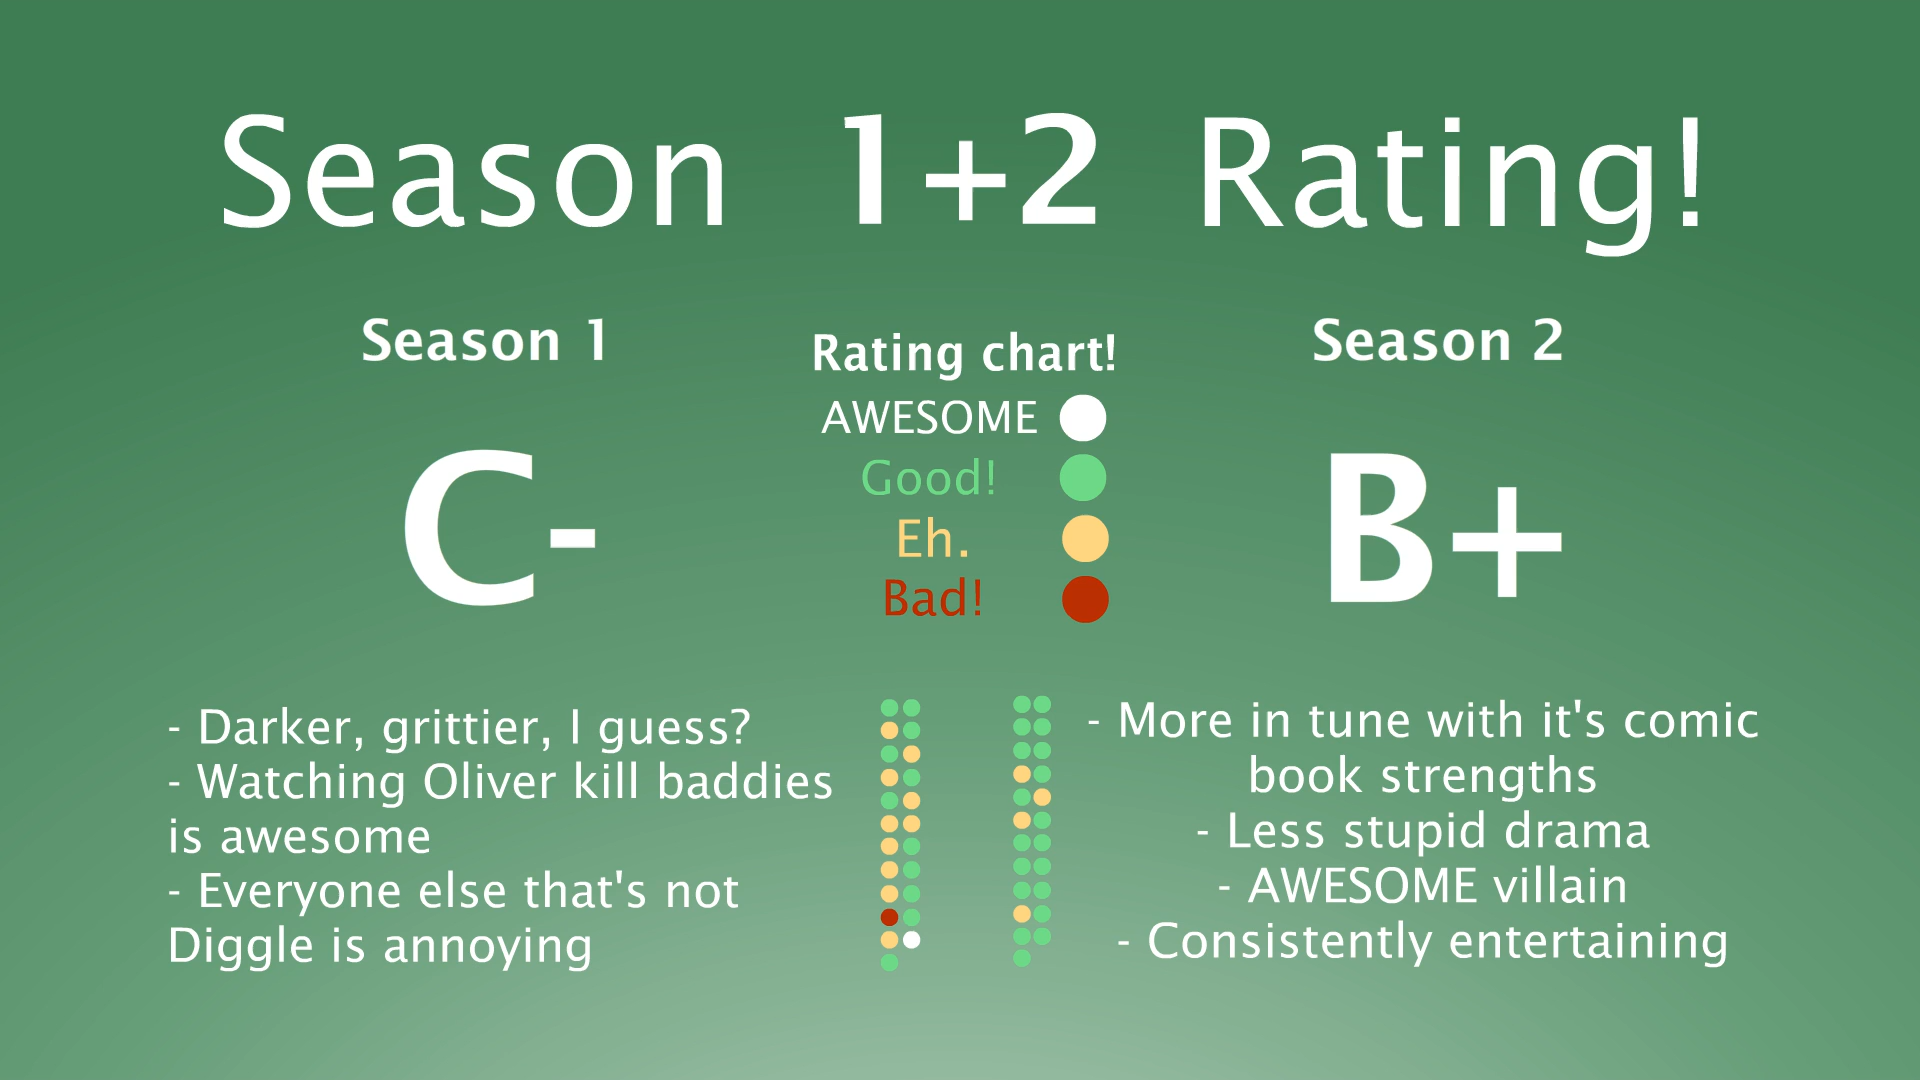 Season 1+2 Rating!
Season 1
C-
- Darker, grittier, I guess?
- Watching Oliver kill baddies
is awesome
- Everyone else that's not
Diggle is annoying
Rating chart!
AWESOME
Good!
Eh.
Bad!
Season 2
B+
- More in tune with it's comic
book strengths
- Less stupid drama
- AWESOME villain
- Consistently entertaining